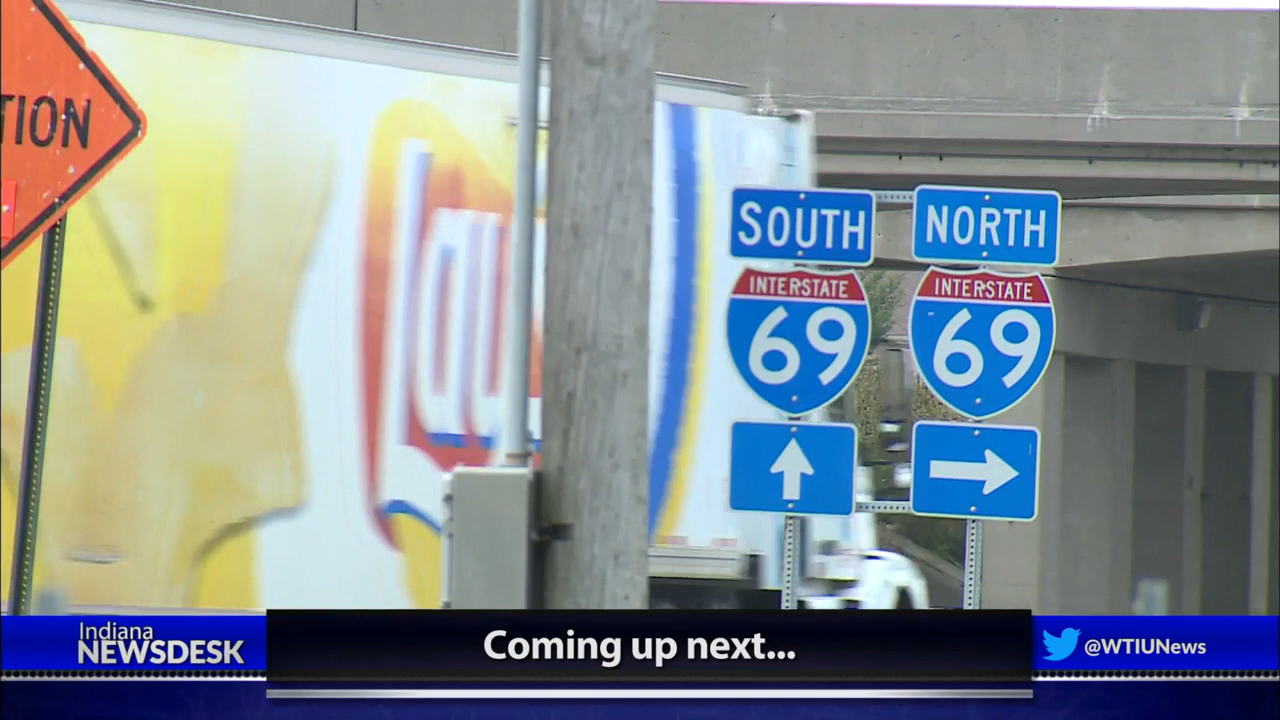 TION
SOUTH
NORTH
INTERSTATE
INTERSTATE
69
69
Indiana
NEWSDESK
Coming up next...
@WTIUNews